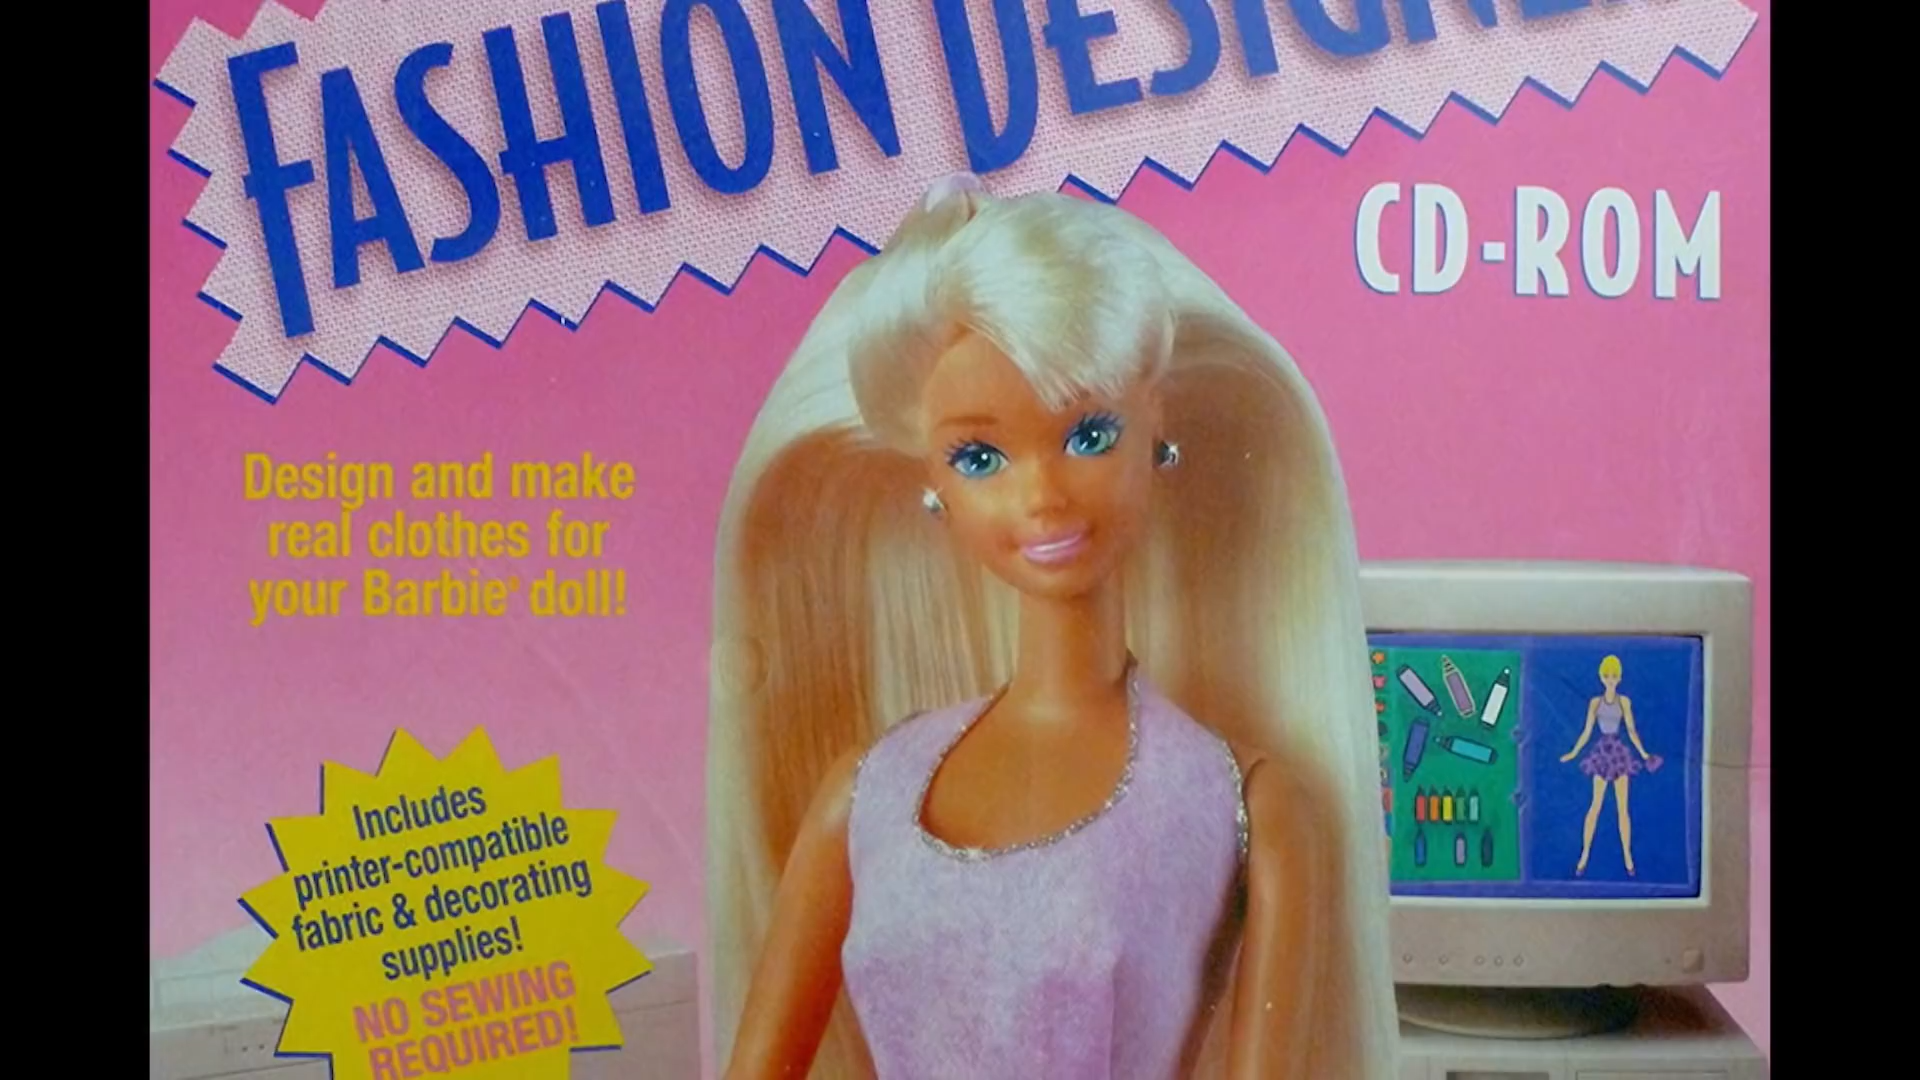 FASHION DESIGNER
CD-ROM
Design and make
real clothes for
your Barbie® doll!
Includes
printer-compatible
fabric & decorating
supplies!
NO SEWING
REQUIRED!